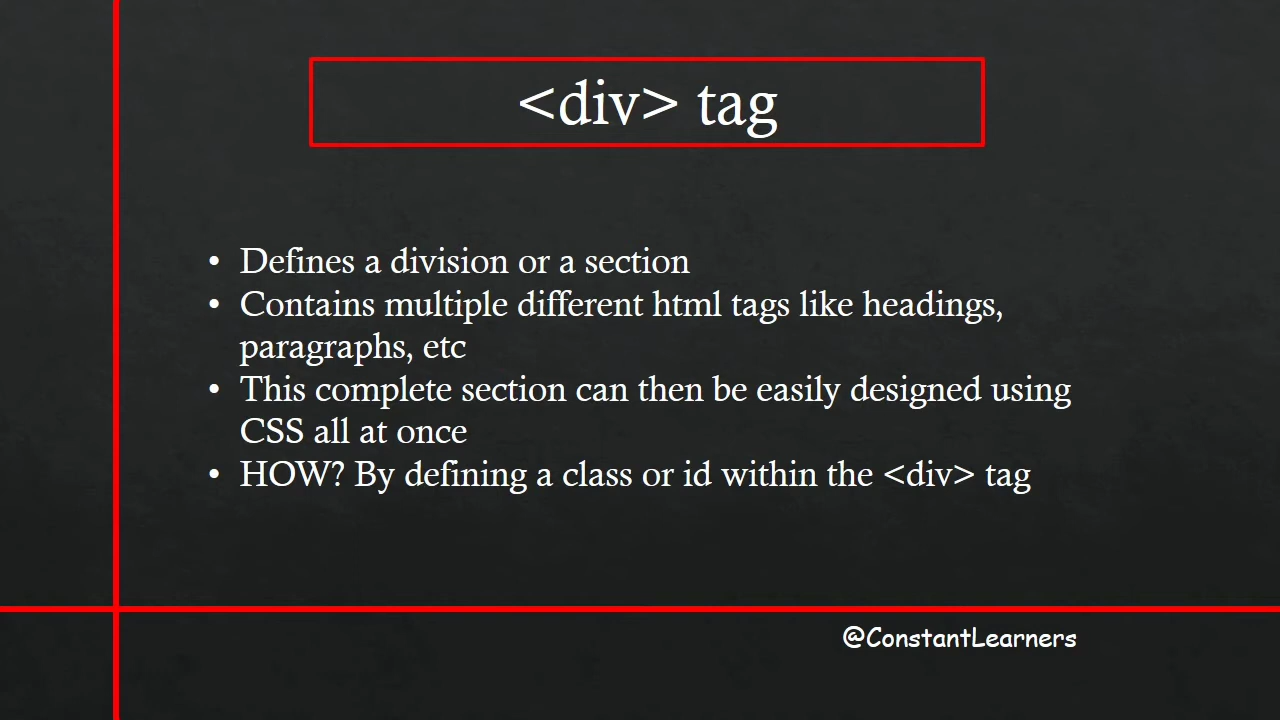 <div> tag
• Defines a division or a section
• Contains multiple different html tags like headings,
paragraphs, etc
• This complete section can then be easily designed using
CSS all at once
• HOW? By defining a class or id within the <div> tag
@ConstantLearners